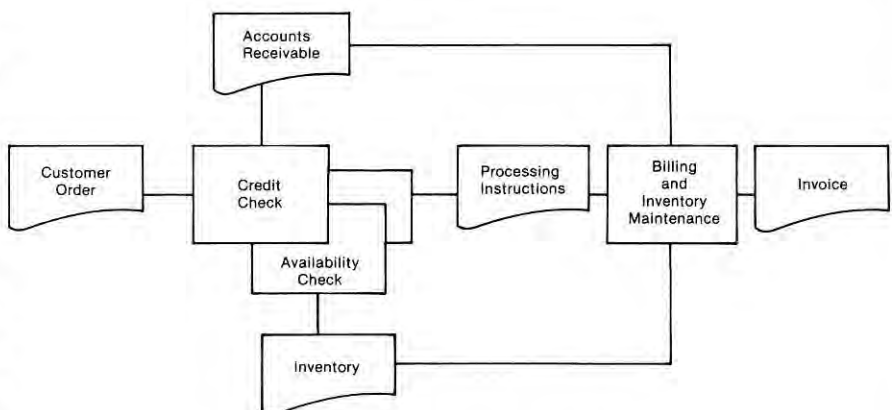 Accounts
Receivable
Customer
Order
Credit
Check
Processing
Instructions
Billing
and
Inventory
Maintenance
Invoice
Availability
Check
Inventory